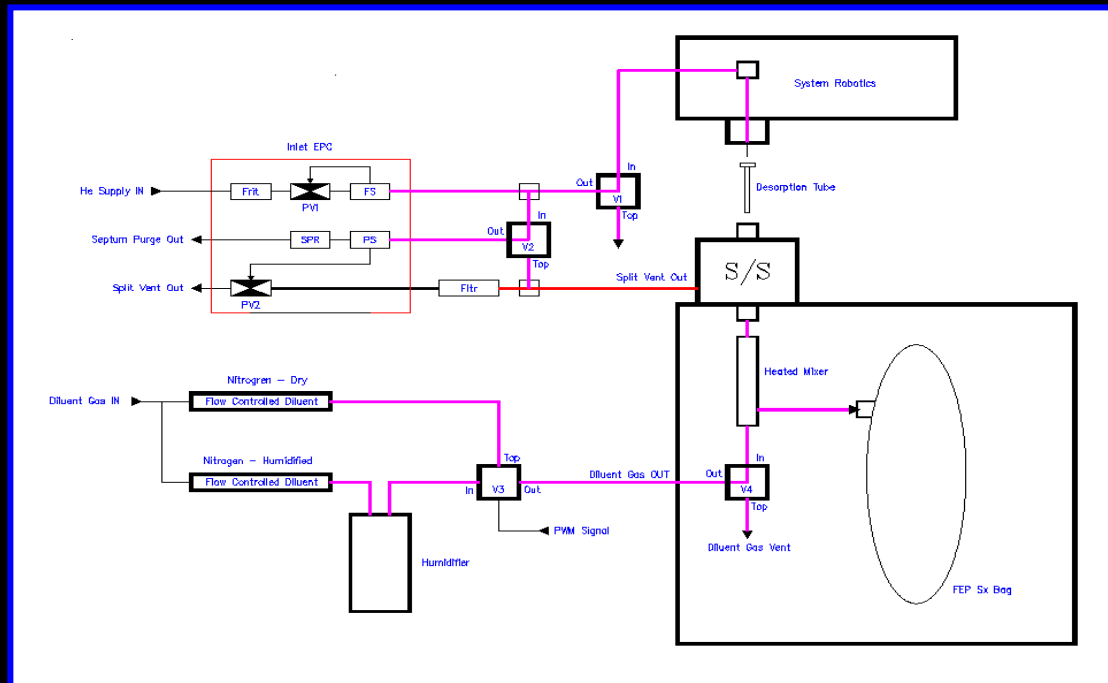 System Robotics
Inlet EPC
In
He Supply IN
Frit
FS
Out
V1
Desorption Tube
PV1
In
Top
Septum Purge Out
SPR
PS
Out
V2
Top
S/S
Split Vent Out
Split Vent Out
Fltr
PV2
Heated Mixer
Nitrogren - Dry
Diluent Gas IN
Flow Controlled Diluent
Nitrogen - Humidified
Top
In
Diluent Gas OUT
Out
Flow Controlled Diluent
In
V3
Out
V4
Top
PWM Signal
Diluent Gas Vent
Humidifier
FEP Sx Bag